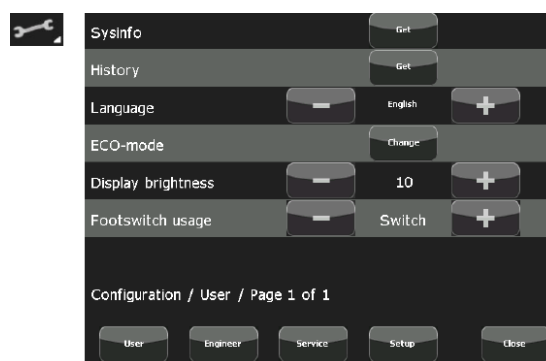 Sysinfo Get
History Get
Language − English +
ECO-mode Change
Display brightness − 10 +
Footswitch usage − Switch +
Configuration / User / Page 1 of 1
User Engineer Service Setup Close